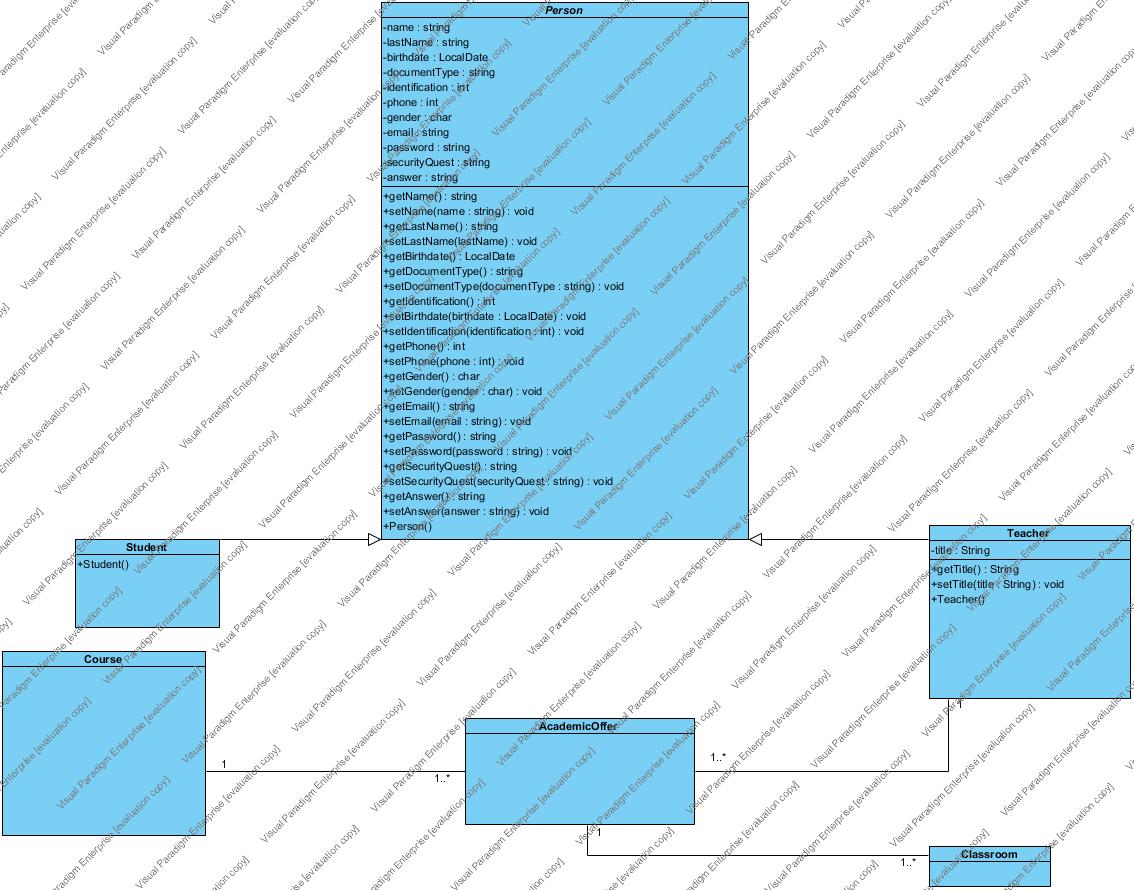 Person
-name : string
-lastName : string
-birthdate : LocalDate
-documentType : string
-identification : int
-phone : int
-gender : char
-email : string
-password : string
-securityQuest : string
-answer : string
+getName() : string
+setName(name : string) : void
+getLastName() : string
+setLastName(lastName) : void
+getBirthdate() : LocalDate
+getDocumentType() : string
+setDocumentType(documentType : string) : void
+getIdentification() : int
+setBirthdate(birthdate : LocalDate) : void
+setIdentification(identification : int) : void
+getPhone() : int
+setPhone(phone : int) : void
+getGender() : char
+setGender(gender : char) : void
+getEmail() : string
+setEmail(email : string) : void
+getPassword() : string
+setPassword(password : string) : void
+getSecurityQuest() : string
+setSecurityQuest(securityQuest : string) : void
+getAnswer() : string
+setAnswer(answer : string) : void
+Person()
Student
+Student()
Teacher
-title : String
+getTitle() : String
+setTitle(title : String) : void
+Teacher()
Course
AcademicOffer
Classroom
1
1..*
1..*
1
1
1..*
Visual Paradigm Enterprise [evaluation copy]